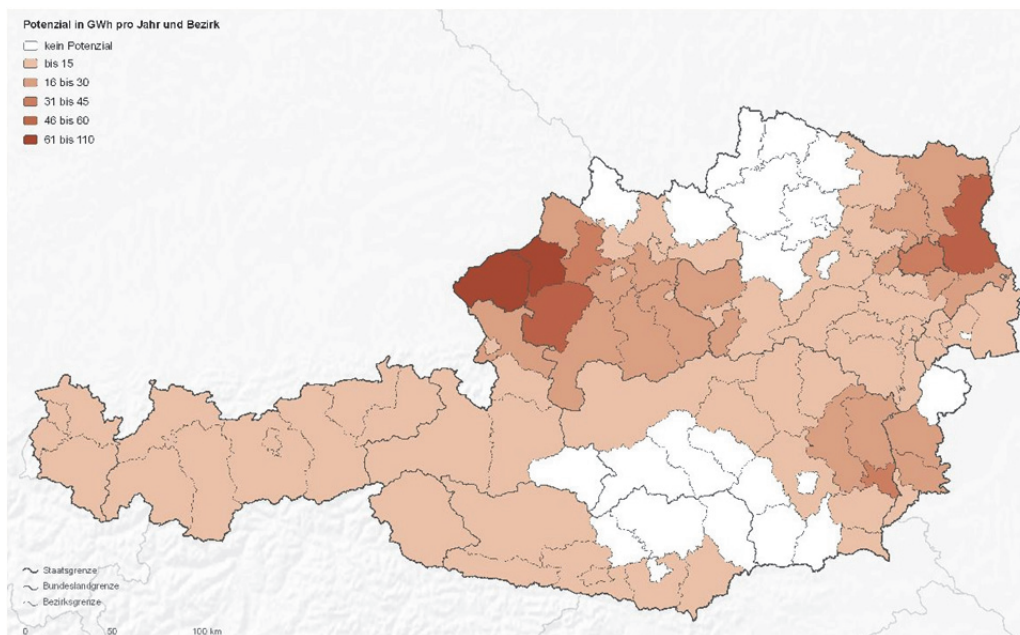 Potenzial in GWh pro Jahr und Bezirk
kein Potenzial
bis 15
16 bis 30
31 bis 45
46 bis 60
61 bis 110
Staatsgrenze
Bundeslandgrenze
Bezirksgrenze
0 50 100 km